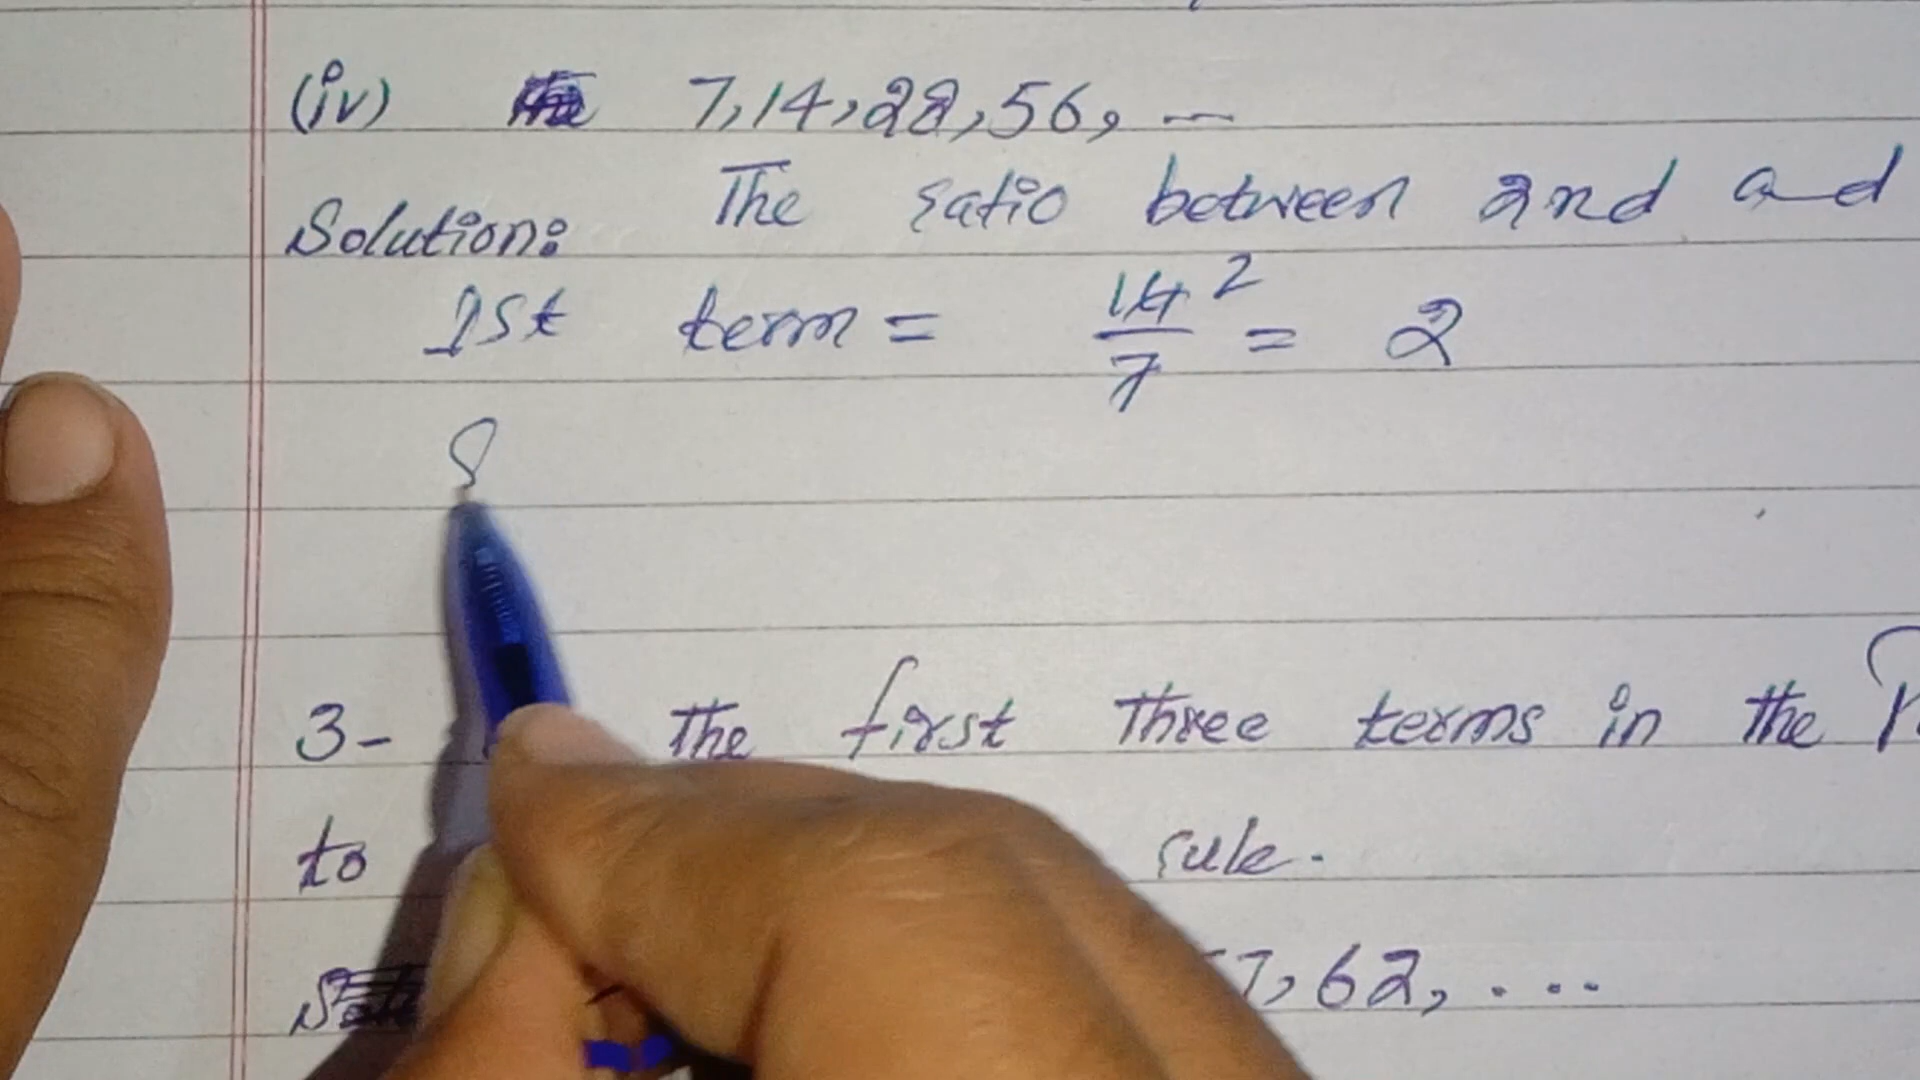 (iv) 7,14,28,56, ...
Solution: The ratio between 2nd and
1st term = 14/7 2 = 2
S
3- The first three terms in the
to rule.
7, 62, ....